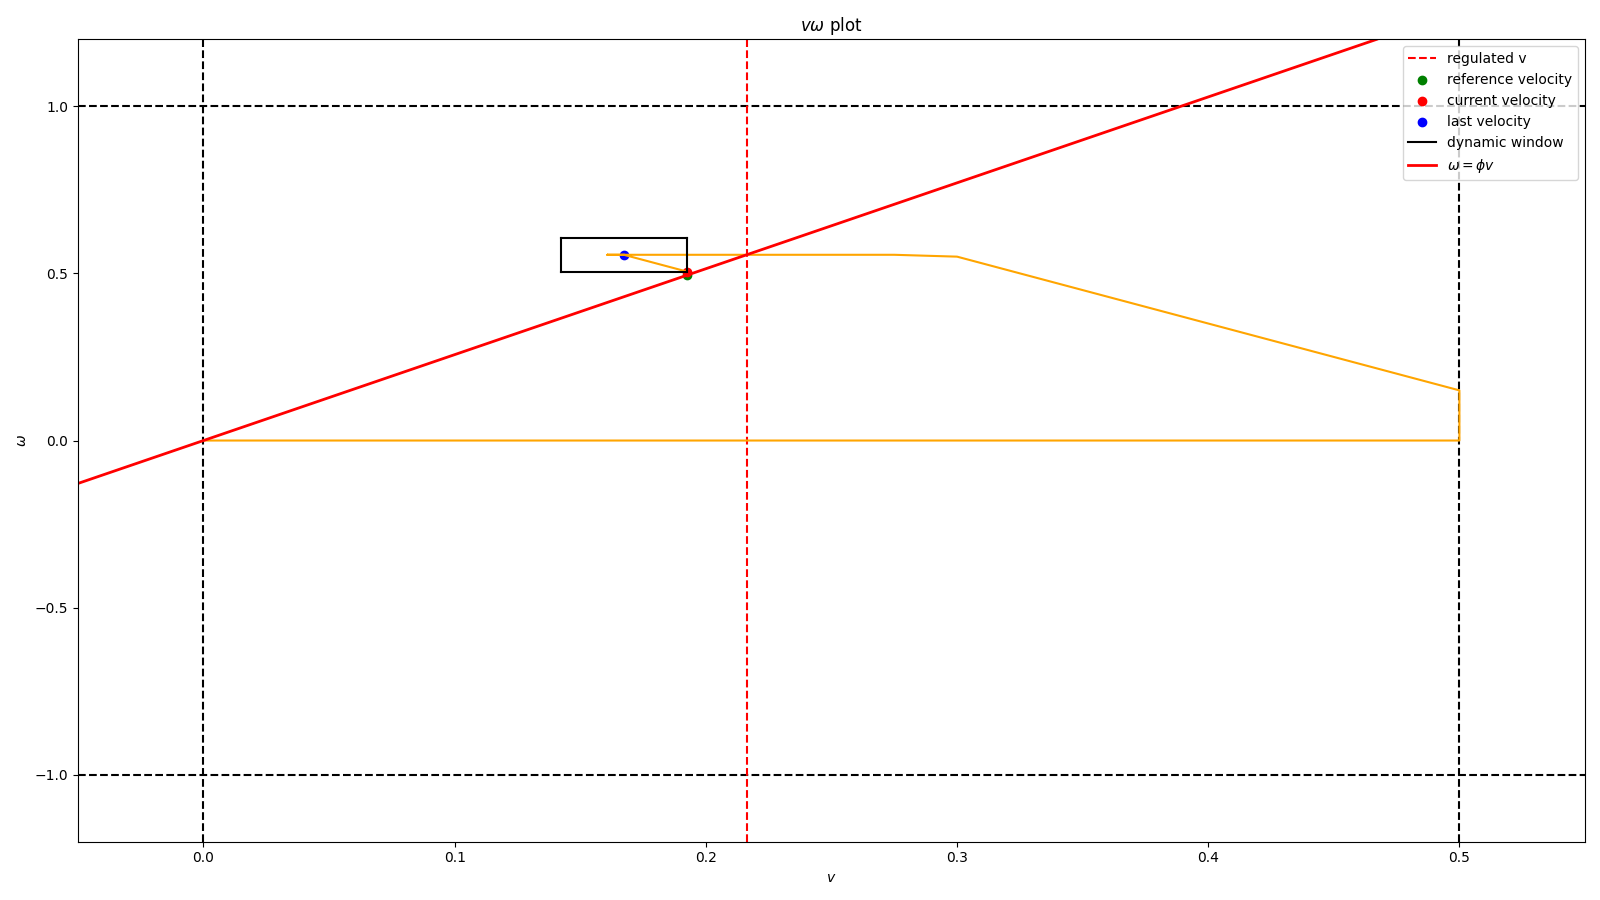 vω plot
regulated v
reference velocity
current velocity
last velocity
dynamic window
ω = ϕv
1.0
0.5
0.0
−0.5
−1.0
ω
0.0 0.1 0.2 0.3 0.4 0.5
v